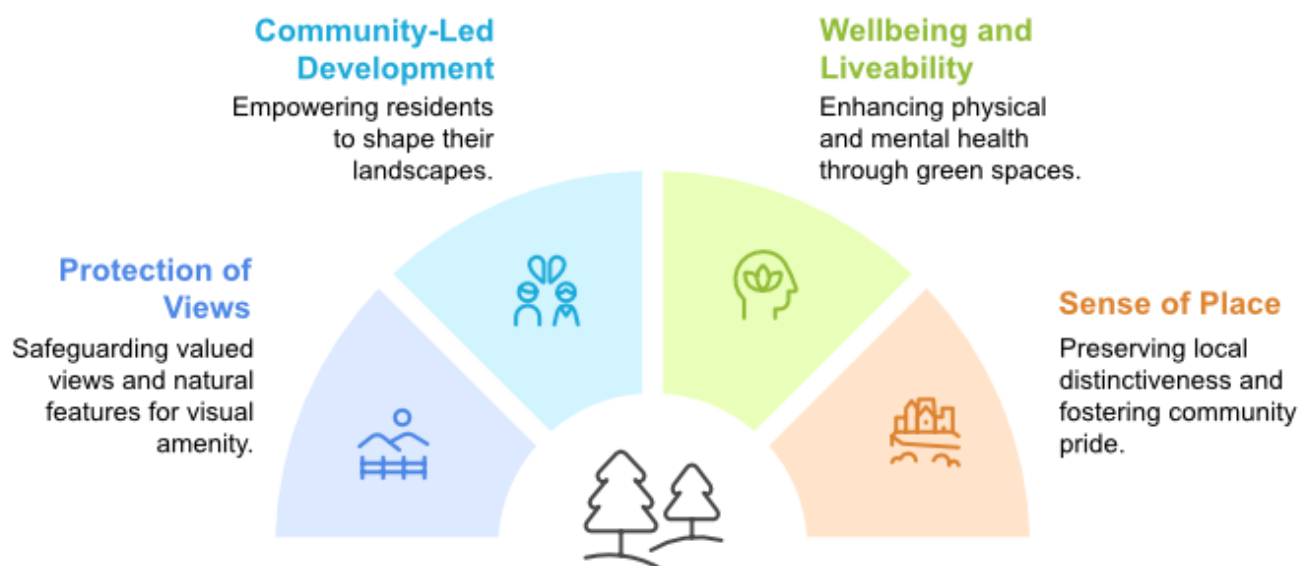 Community-Led
Development
Empowering residents
to shape their
landscapes.
Wellbeing and
Liveability
Enhancing physical
and mental health
through green spaces.
Protection of
Views
Safeguarding valued
views and natural
features for visual
amenity.
Sense of Place
Preserving local
distinctiveness and
fostering community
pride.